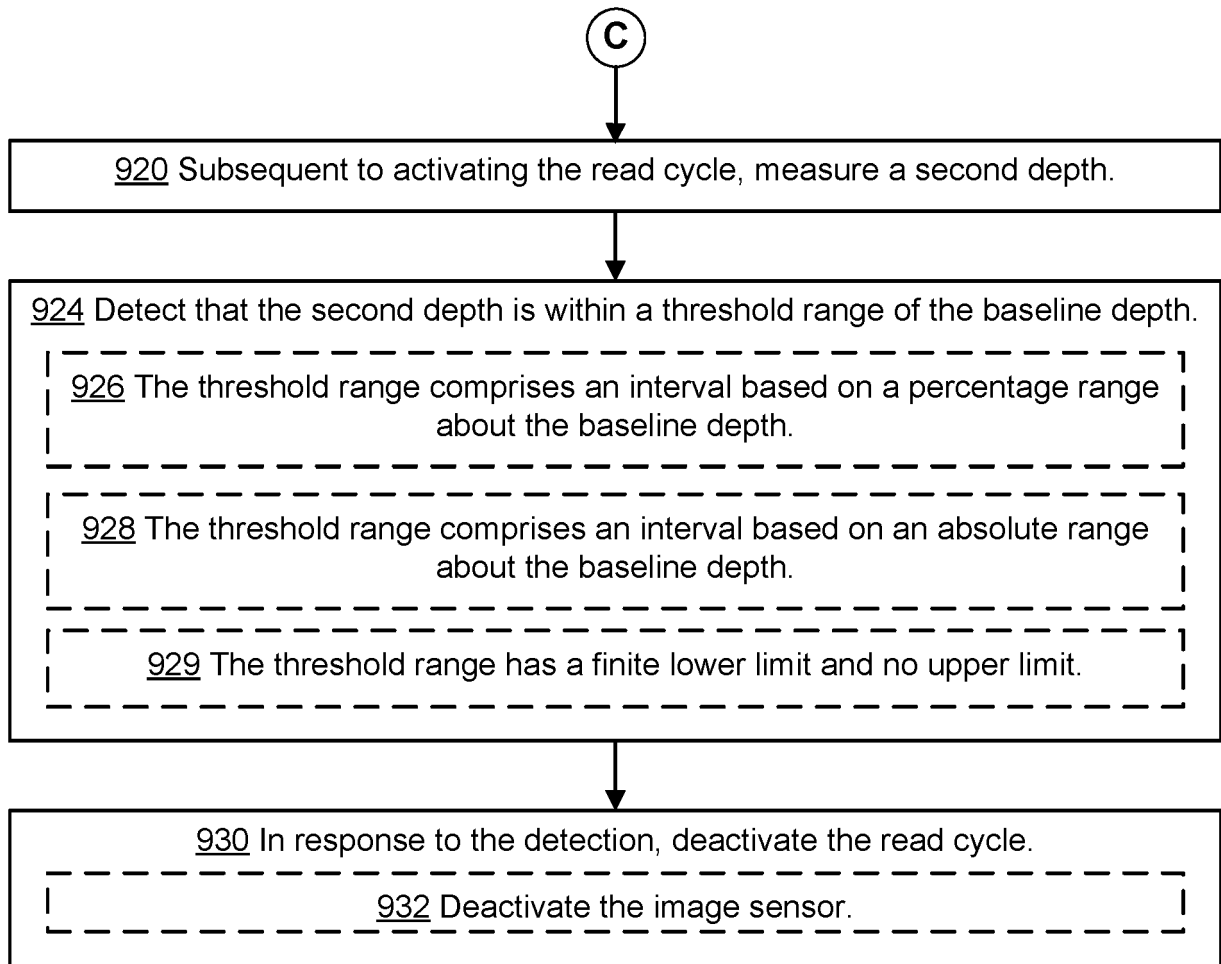 C
920 Subsequent to activating the read cycle, measure a second depth.
924 Detect that the second depth is within a threshold range of the baseline depth.
926 The threshold range comprises an interval based on a percentage range
about the baseline depth.
928 The threshold range comprises an interval based on an absolute range
about the baseline depth.
929 The threshold range has a finite lower limit and no upper limit.
930 In response to the detection, deactivate the read cycle.
932 Deactivate the image sensor.